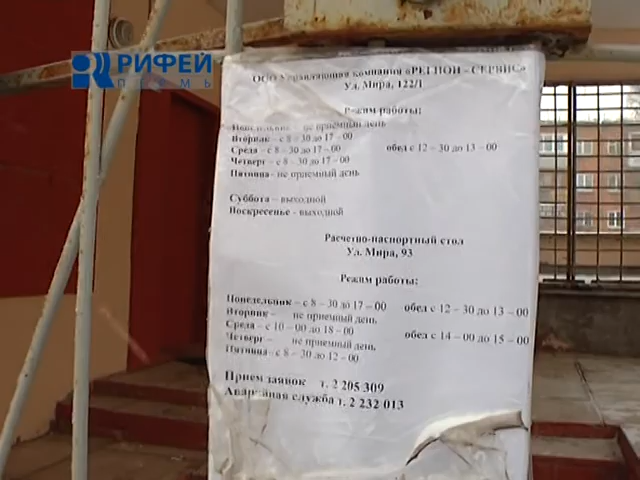 РИФЕЙ
ПЕРМЬ
ООО Управляющая компания «РЕГИОН - СЕРВИС»
Ул. Мира, 122/1
Режим работы:
Понедельник - не приемный день
Вторник – с 8 – 30 до 17 – 00
Среда – с 8 – 30 до 17 – 00 обед с 12 – 30 до 13 – 00
Четверг – с 8 – 30 до 17 – 00
Пятница- не приемный день
Суббота – выходной
Воскресенье - выходной
Расчетно-паспортный стол
Ул. Мира, 93
Режим работы:
Понедельник – с 8 – 30 до 17 – 00 обед с 12 – 30 до 13 – 00
Вторник – не приемный день
Среда – с 10 – 00 до 18 – 00 обед с 14 – 00 до 15 – 00
Четверг – не приемный день
Пятница – с 8 – 30 до 12 – 00
Прием заявок т. 2 205 309
Аварийная служба т. 2 232 013